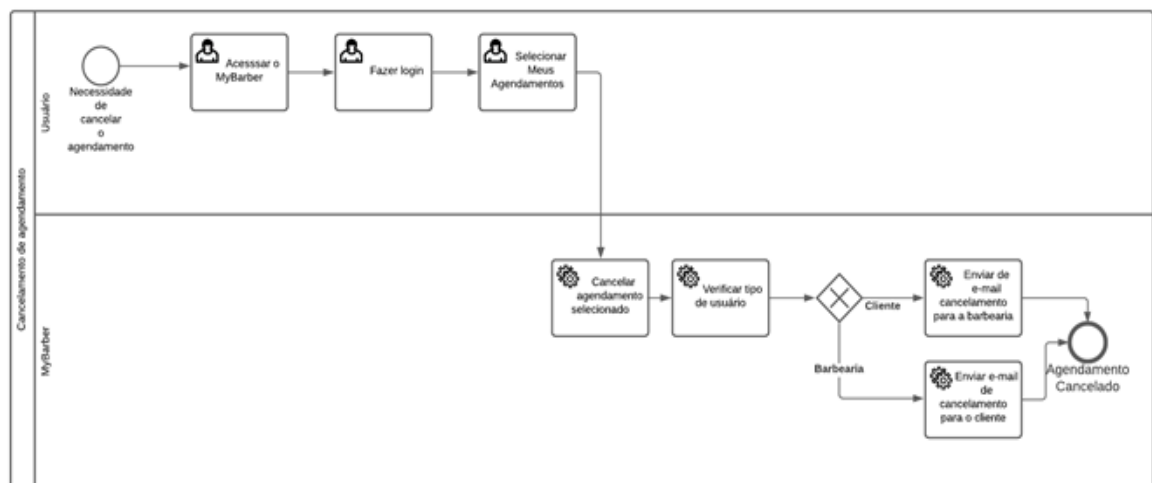 Cancelamento de agendamento
Usuário
Necessidade
de
cancelar
o
agendamento
Acesssar o
MyBarber
Fazer login
Selecionar
Meus
Agendamentos
MyBarber
Cancelar
agendamento
selecionado
Verificar tipo
de usuário
Cliente
Barbearia
Enviar de
e-mail
cancelamento
para a barbearia
Enviar e-mail
de
cancelamento
para o cliente
Agendamento
Cancelado